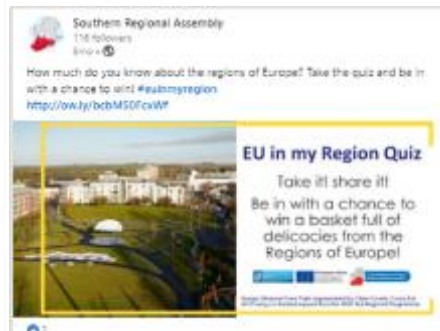 Southern Regional Assembly
116 followers
6mo •
How much do you know about the regions of Europe? Take the quiz and be in
with a chance to win! #euinmyregion
EU in my Region Quiz
Take it! share it!
Be in with a chance to
win a basket full of
delicacies from the
Regions of Europe!